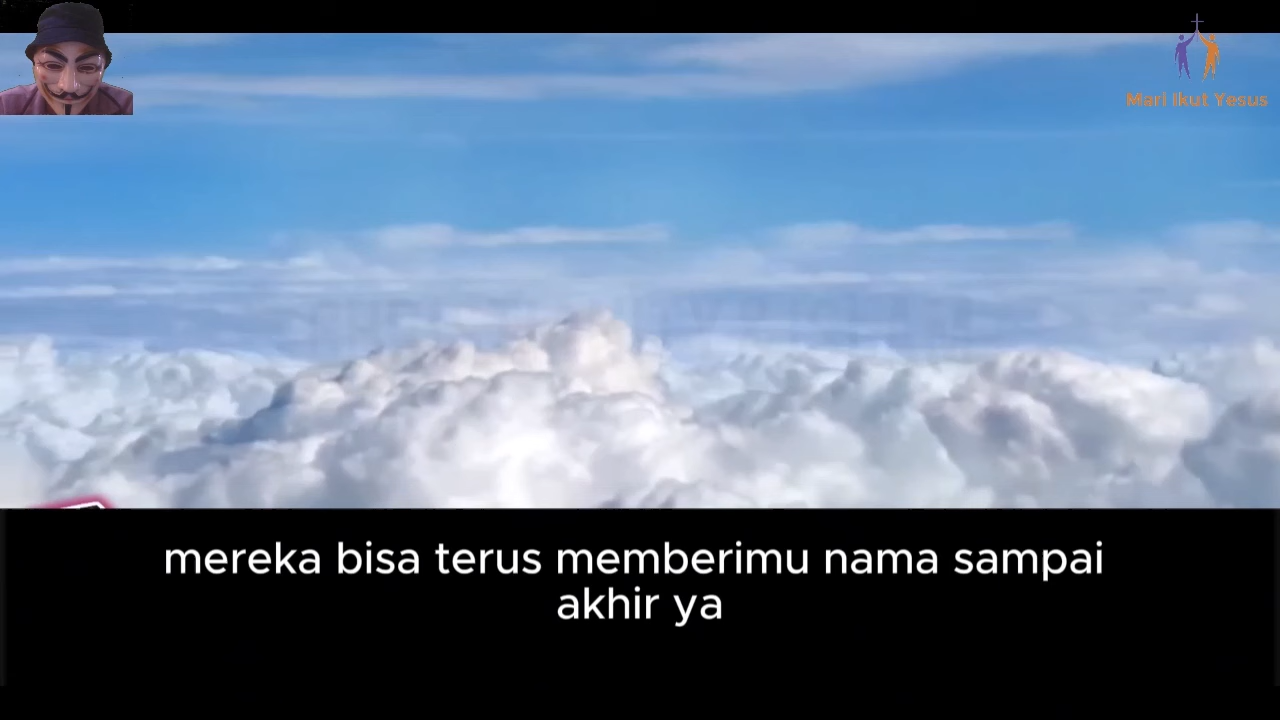 Mari Ikut Yesus
mereka bisa terus memberimu nama sampai
akhir ya